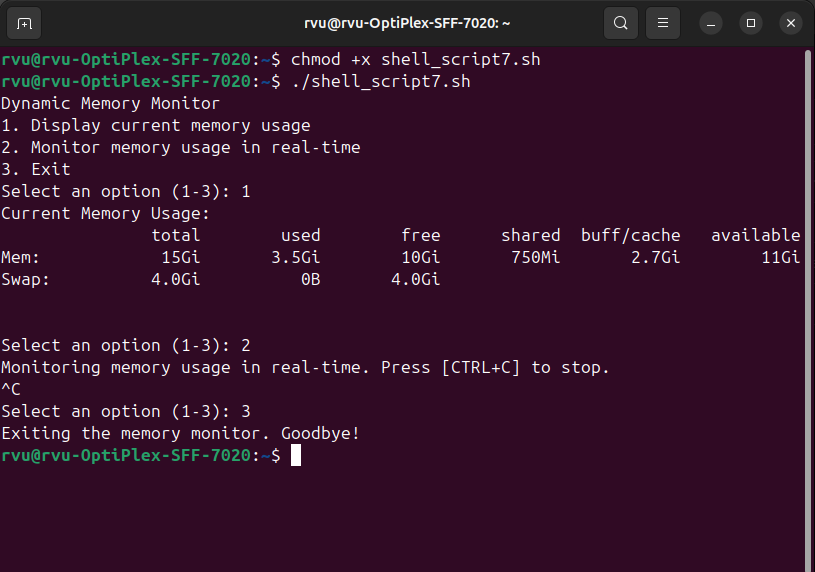 rvu@rvu-OptiPlex-SFF-7020: ~
rvu@rvu-OptiPlex-SFF-7020:~$ chmod +x shell_script7.sh
rvu@rvu-OptiPlex-SFF-7020:~$ ./shell_script7.sh
Dynamic Memory Monitor
1. Display current memory usage
2. Monitor memory usage in real-time
3. Exit
Select an option (1-3): 1
Current Memory Usage:
               total        used        free      shared  buff/cache   available
Mem:            15Gi       3.5Gi        10Gi       750Mi       2.7Gi        11Gi
Swap:          4.0Gi          0B       4.0Gi
Select an option (1-3): 2
Monitoring memory usage in real-time. Press [CTRL+C] to stop.
^C
Select an option (1-3): 3
Exiting the memory monitor. Goodbye!
rvu@rvu-OptiPlex-SFF-7020:~$